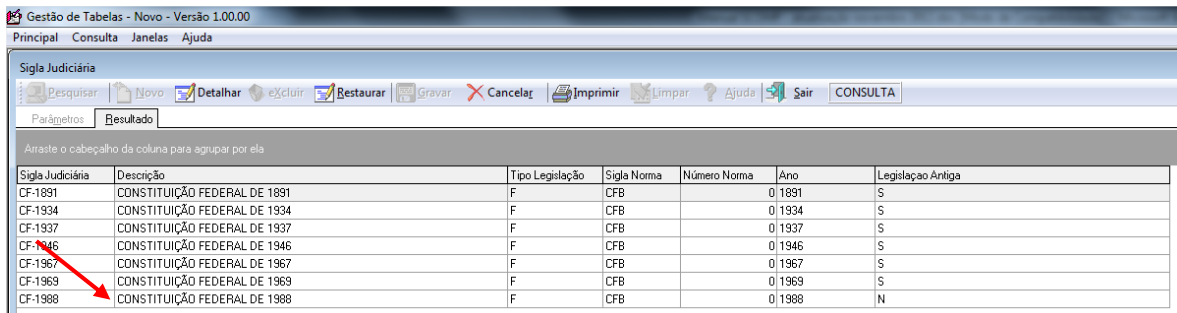 Gestão de Tabelas - Novo - Versão 1.00.00
Principal Consulta Janelas Ajuda
Sigla Judiciária
Pesquisar Novo Detalhar eXcluir Restaurar Gravar Cancelar Imprimir Limpar Ajuda Sair CONSULTA
Parâmetros Resultado
Arraste o cabeçalho da coluna para agrupar por ela
Sigla Judiciária Descrição Tipo Legislação Sigla Norma Número Norma Ano Legislaçao Antiga
CF-1891 CONSTITUIÇÃO FEDERAL DE 1891 F CFB 0 1891 S
CF-1934 CONSTITUIÇÃO FEDERAL DE 1934 F CFB 0 1934 S
CF-1937 CONSTITUIÇÃO FEDERAL DE 1937 F CFB 0 1937 S
CF-1946 CONSTITUIÇÃO FEDERAL DE 1946 F CFB 0 1946 S
CF-1967 CONSTITUIÇÃO FEDERAL DE 1967 F CFB 0 1967 S
CF-1969 CONSTITUIÇÃO FEDERAL DE 1969 F CFB 0 1969 S
CF-1988 CONSTITUIÇÃO FEDERAL DE 1988 F CFB 0 1988 N